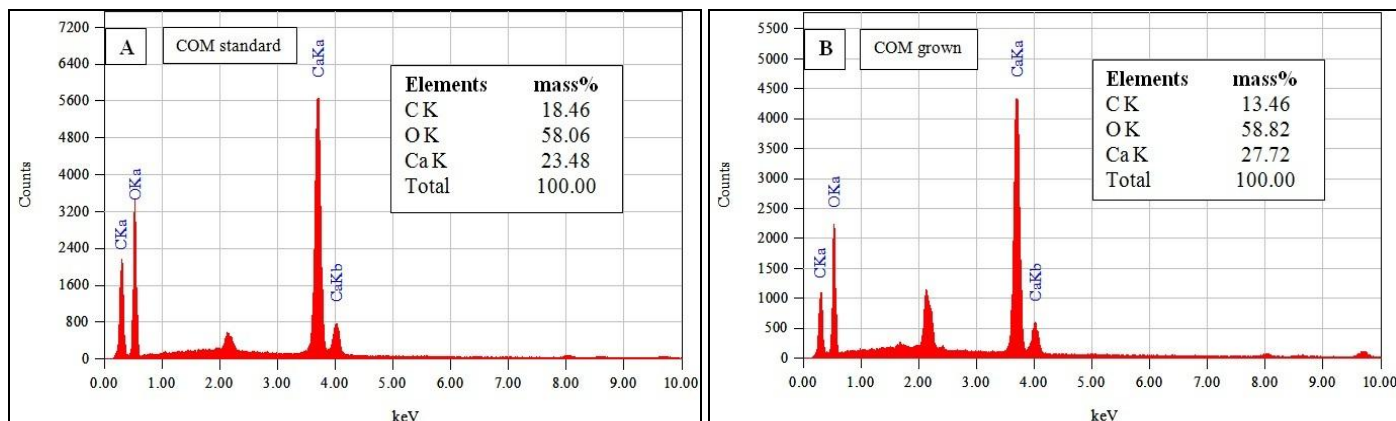 A
COM standard
7200
6400
5600
4800
4000
3200
2400
1600
800
0
Counts
CKa
OKa
CaKa
CaKb
Elements mass%
C K 18.46
O K 58.06
Ca K 23.48
Total 100.00
0.00 1.00 2.00 3.00 4.00 5.00 6.00 7.00 8.00 9.00 10.00
keV
B
COM grown
5500
5000
4500
4000
3500
3000
2500
2000
1500
1000
500
0
Counts
CKa
OKa
CaKa
CaKb
Elements mass%
C K 13.46
O K 58.82
Ca K 27.72
Total 100.00
0.00 1.00 2.00 3.00 4.00 5.00 6.00 7.00 8.00 9.00 10.00
keV